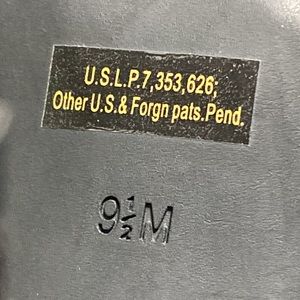 U.S.L.P.7,353,626;
Other U.S.& Forgn pats.Pend.
9½M